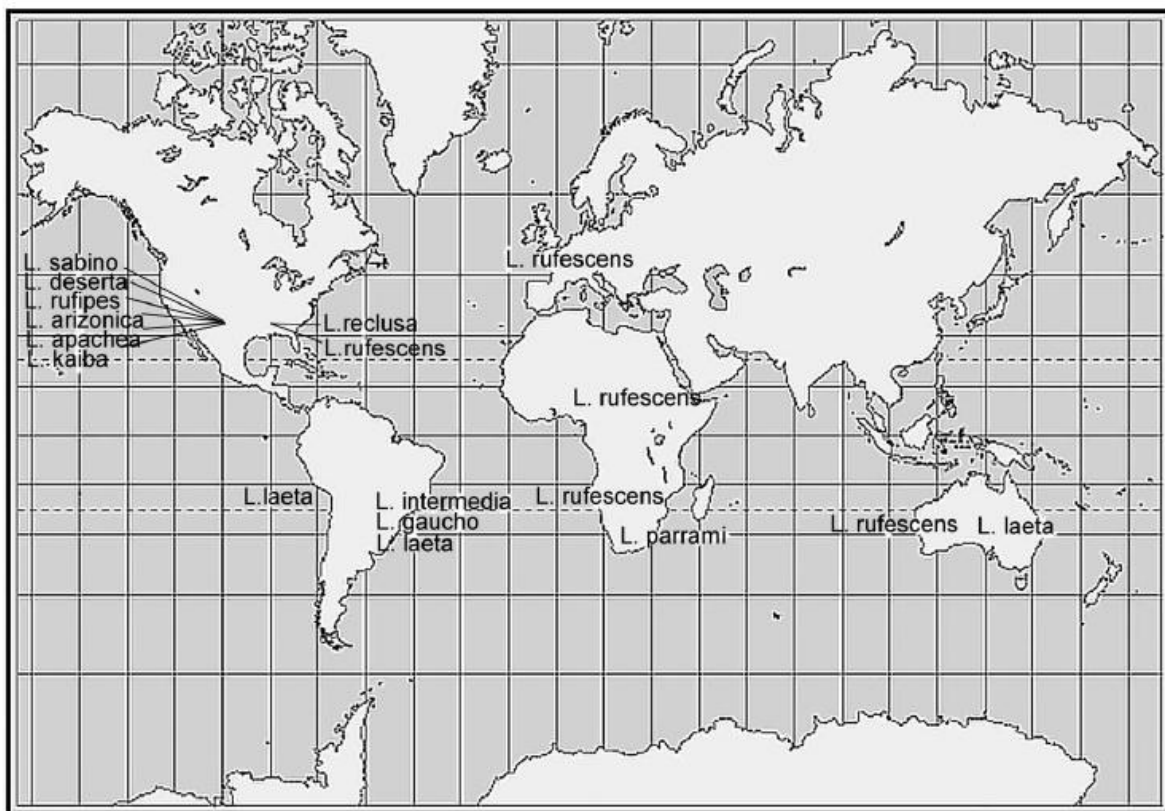 L. sabino
L. deserta
L. rufipes
L. arizonica
L. apachea
L. kaiba
L.reclusa
L.rufescens
L. rufescens
L. rufescens
L.laeta
L. intermedia
L. gaucho
L. laeta
L. rufescens
L. parrami
L. rufescens
L. laeta